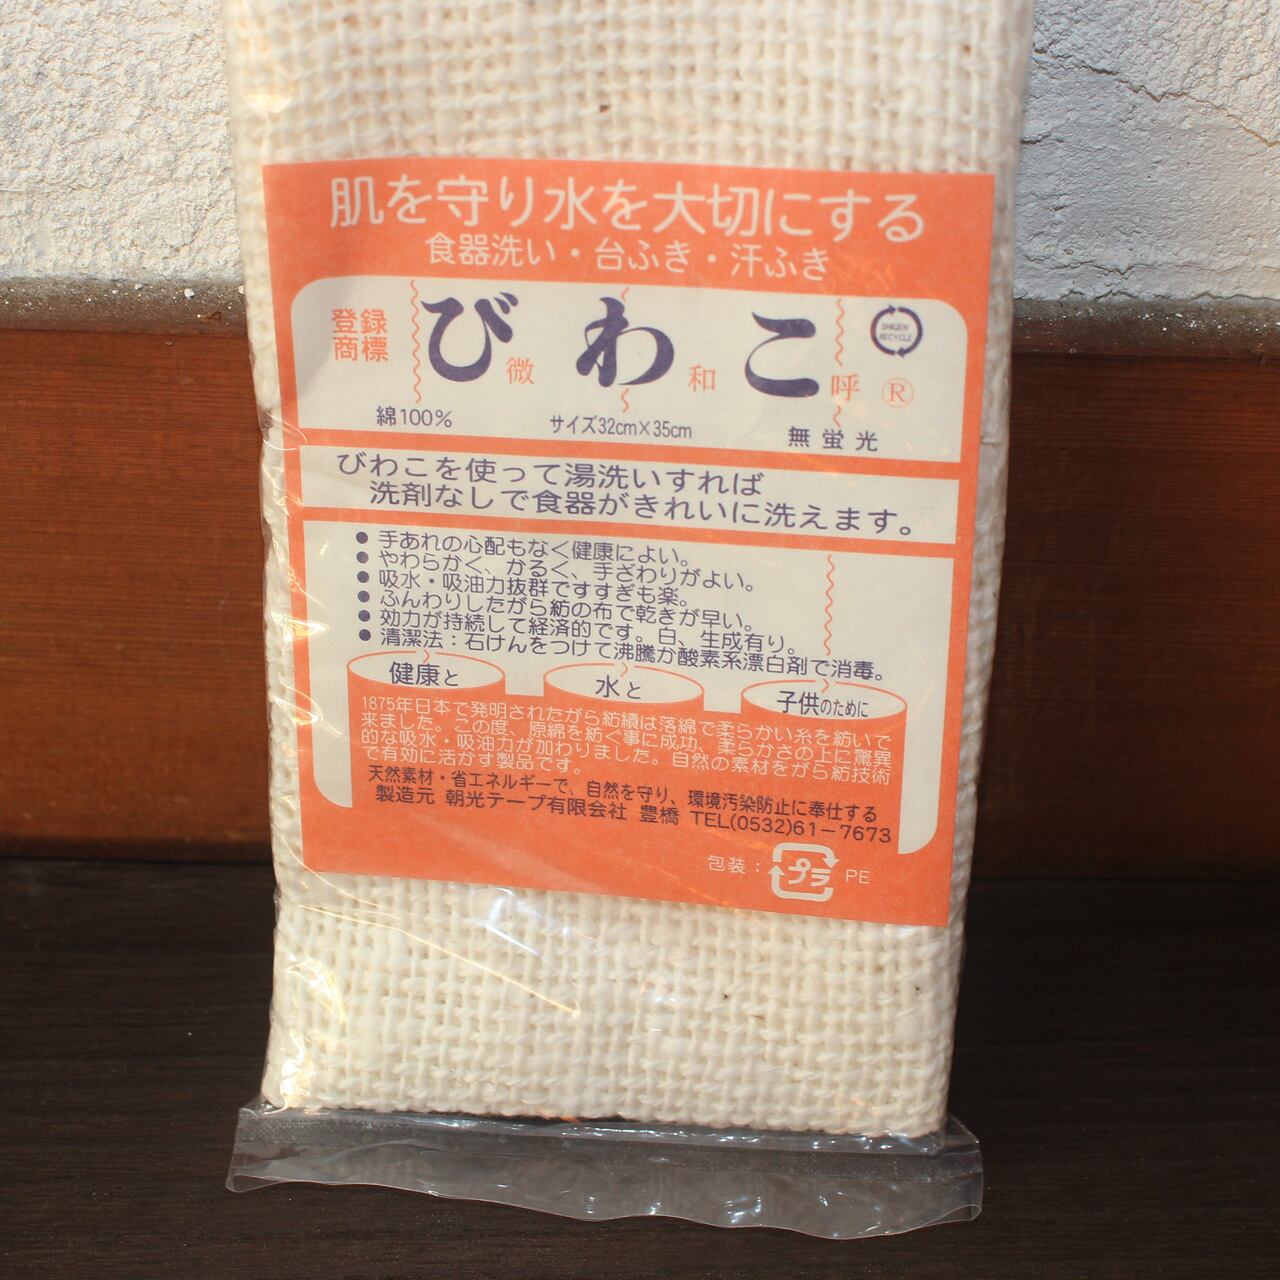 肌を守り水を大切にする
食器洗い・台ふき・汗ふき
登録
商標
びわこ
微 和 呼 ®
SHIGEN
RECYCLE
綿100% サイズ32cm×35cm 無蛍光
びわこを使って湯洗いすれば
洗剤なしで食器がきれいに洗えます。
●手あれの心配もなく健康によい。
●やわらかく、かるく、手ざわりがよい。
●吸水・吸油力抜群ですすぎも楽。
●ふんわりしたがら紡の布で乾きが早い。
●効力が持続して経済的です。白、生成有り。
●清潔法：石けんをつけて沸騰か酸素系漂白剤で消毒。
健康と 水と 子供のために
1875年日本で発明されたがら紡績は落綿で柔らかい糸を紡いで
来ました。この度、原綿を紡ぐ事に成功、柔らかさの上に驚異
的な吸水・吸油力が加わりました。自然の素材をがら紡技術
で有効に活かす製品です。
天然素材・省エネルギーで、自然を守り、環境汚染防止に奉仕する
製造元 朝光テープ有限会社 豊橋 TEL(0532)61-7673
包装： プラ PE